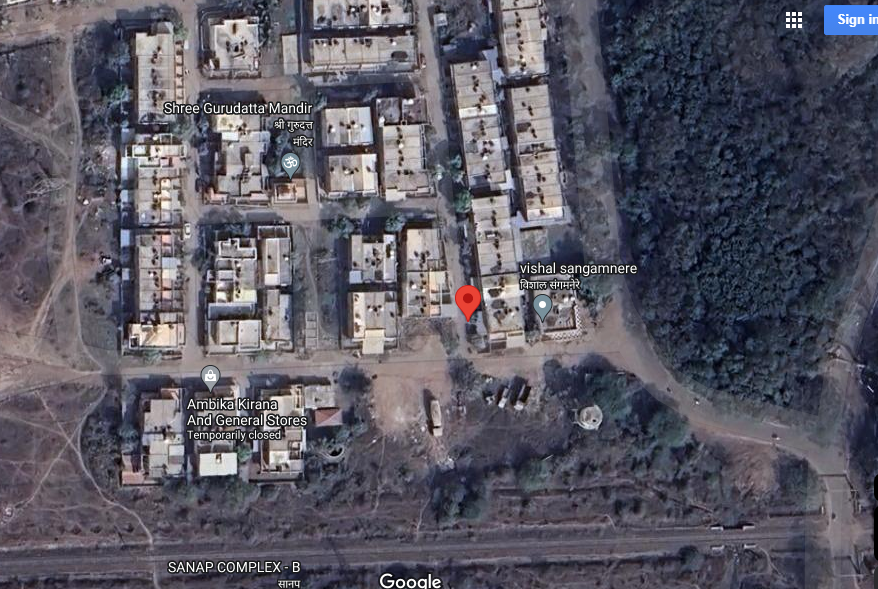 Sign in
Shree Gurudatta Mandir
श्री गुरुदत्त
मंदिर
vishal sangamnere
विशाल संगमनेरे
Ambika Kirana
And General Stores
Temporarily closed
SANAP COMPLEX - B
सानप
Google